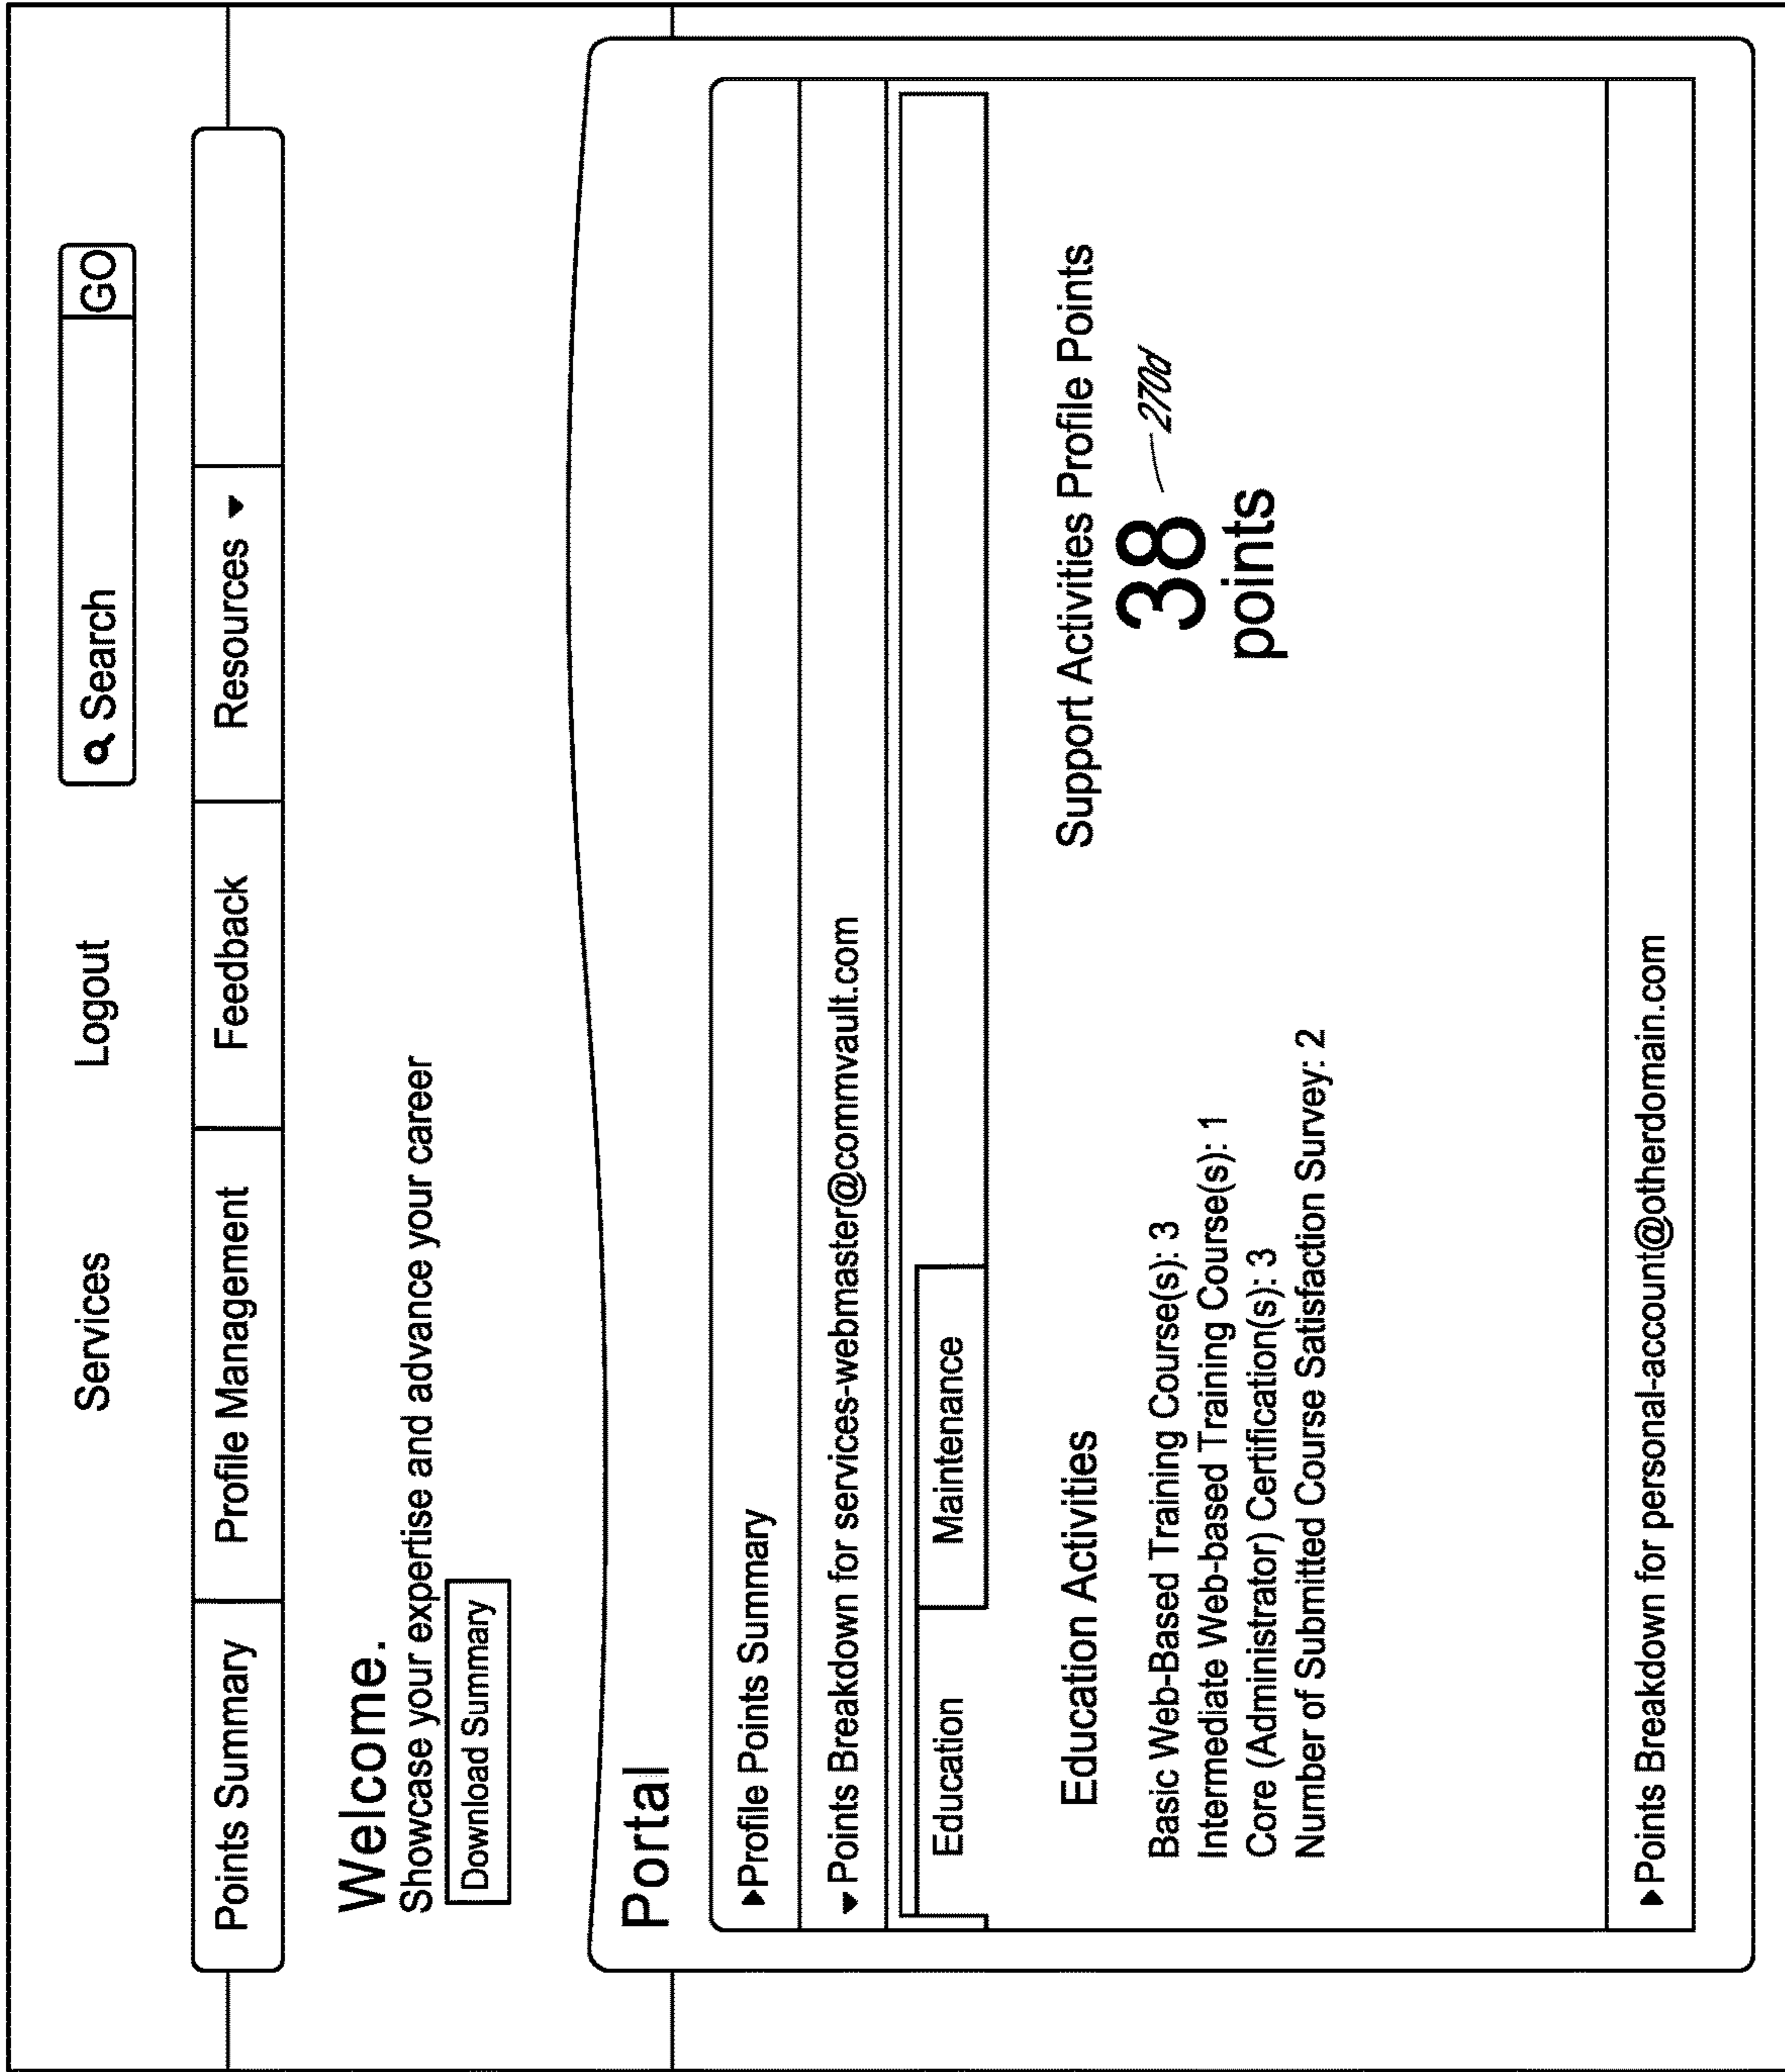 Services Logout Search GO
Points Summary Profile Management Feedback Resources
Welcome.
Showcase your expertise and advance your career
Download Summary
Portal
Profile Points Summary
Points Breakdown for services-webmaster@commvault.com
Education Maintenance
Education Activities
Basic Web-Based Training Course(s): 3
Intermediate Web-based Training Course(s): 1
Core (Administrator) Certification(s): 3
Number of Submitted Course Satisfaction Survey: 2
Support Activities Profile Points
38 270d
points
Points Breakdown for personal-account@otherdomain.com